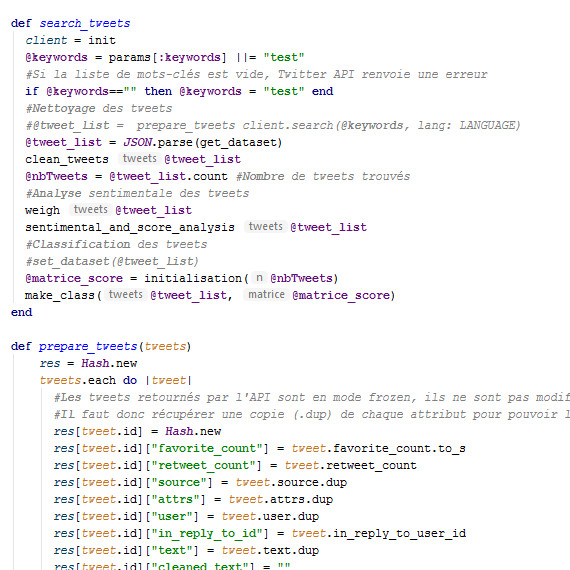 def search_tweets
client = init
@keywords = params[:keywords] ||= "test"
#Si la liste de mots-clés est vide, Twitter API renvoie une erreur
if @keywords=="" then @keywords = "test" end
#Nettoyage des tweets
#@tweet_list =  prepare_tweets client.search(@keywords, lang: LANGUAGE)
@tweet_list = JSON.parse(get_dataset)
clean_tweets tweets @tweet_list
@nbTweets = @tweet_list.count #Nombre de tweets trouvés
#Analyse sentimentale des tweets
weigh tweets @tweet_list
sentimental_and_score_analysis tweets @tweet_list
#Classification des tweets
#set_dataset(@tweet_list)
@matrice_score = initialisation( n @nbTweets)
make_class( tweets @tweet_list, matrice @matrice_score)
end
def prepare_tweets(tweets)
res = Hash.new
tweets.each do |tweet|
#Les tweets retournés par l'API sont en mode frozen, ils ne sont pas modif
#IL faut donc récupérer une copie (.dup) de chaque attribut pour pouvoir l
res[tweet.id] = Hash.new
res[tweet.id]["favorite_count"] = tweet.favorite_count.to_s
res[tweet.id]["retweet_count"] = tweet.retweet_count
res[tweet.id]["source"] = tweet.source.dup
res[tweet.id]["attrs"] = tweet.attrs.dup
res[tweet.id]["user"] = tweet.user.dup
res[tweet.id]["in_reply_to_id"] = tweet.in_reply_to_user_id
res[tweet.id]["text"] = tweet.text.dup
res[tweet.id]["cleaned_text"] = ""